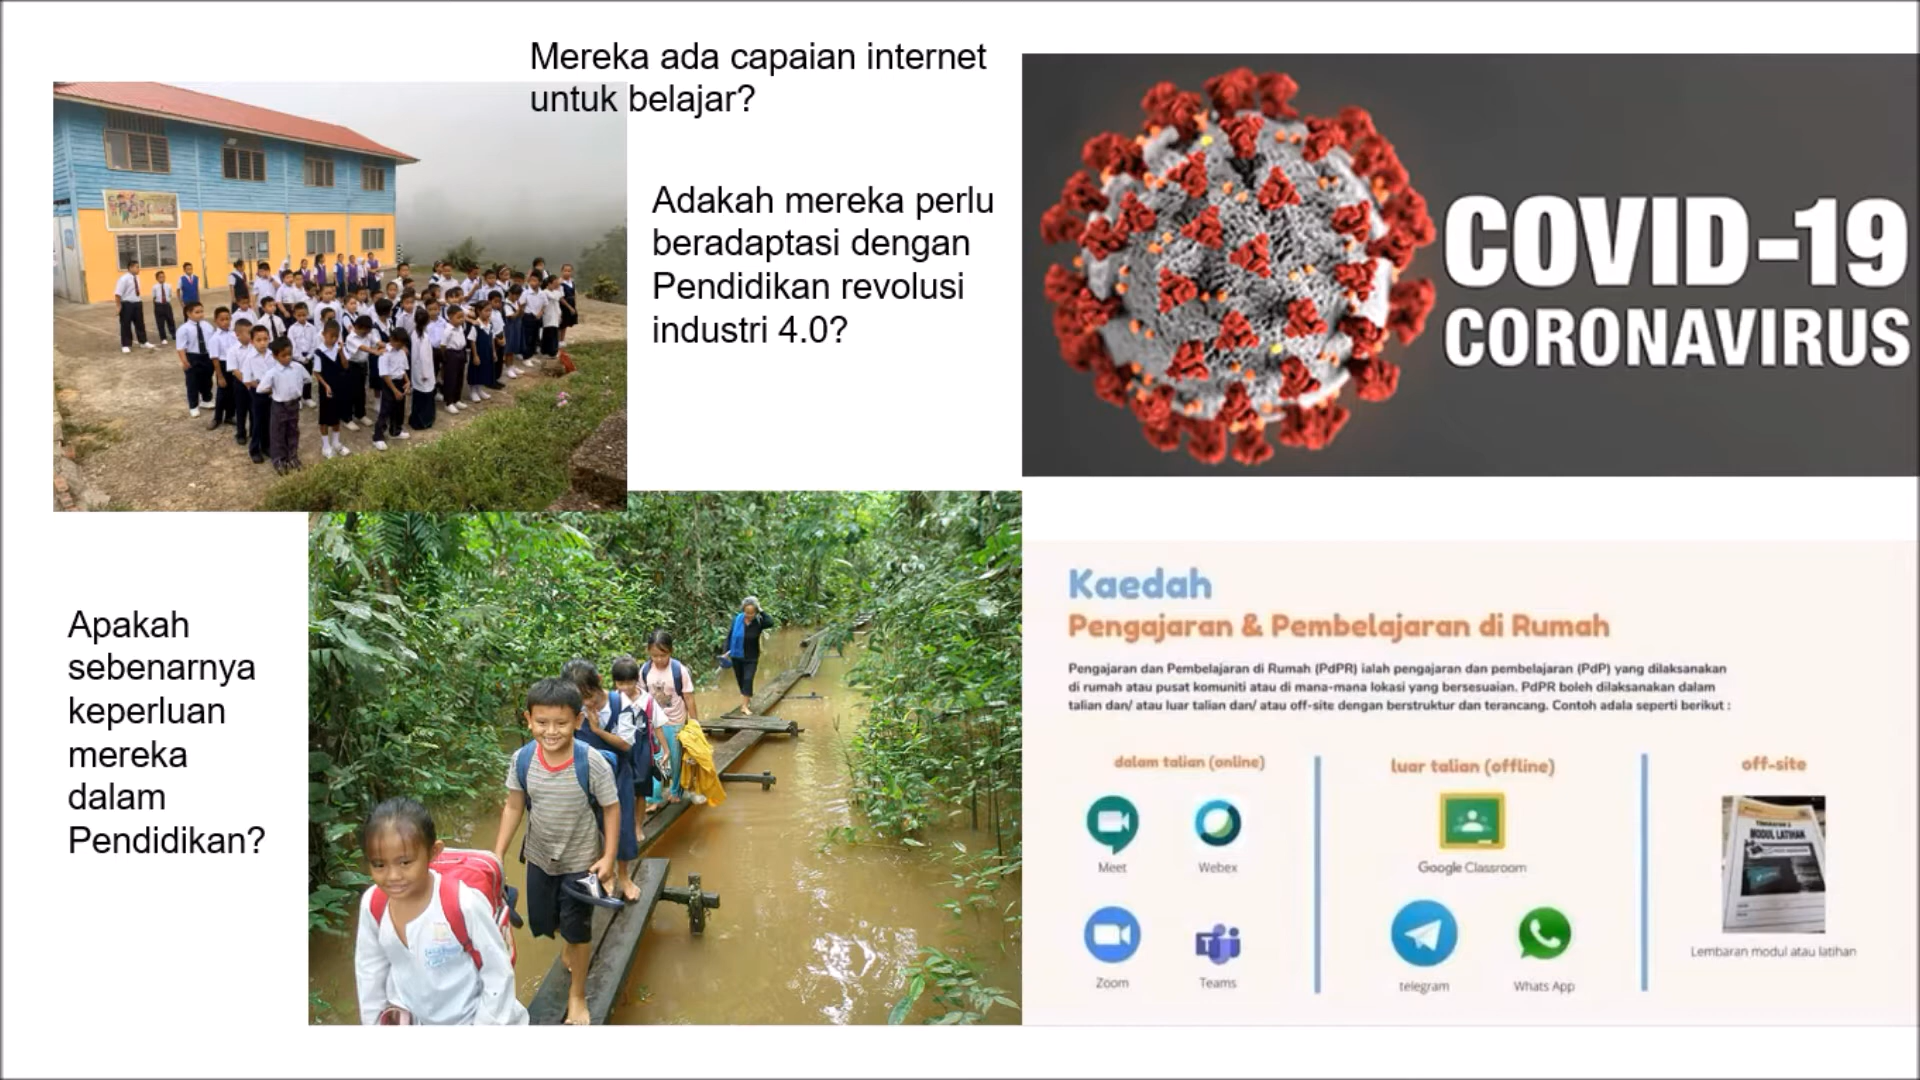 Mereka ada capaian internet
untuk belajar?
Adakah mereka perlu
beradaptasi dengan
Pendidikan revolusi
industri 4.0?
COVID-19
CORONAVIRUS
Apakah
sebenarnya
keperluan
mereka
dalam
Pendidikan?
Kaedah
Pengajaran & Pembelajaran di Rumah
Pengajaran dan Pembelajaran di Rumah (PdPR) ialah pengajaran dan pembelajaran (PdP) yang dilaksanakan
di rumah atau pusat komuniti atau di mana-mana lokasi yang bersesuaian. PdPR boleh dilaksanakan dalam
talian dan/ atau luar talian dan/ atau off-site dengan berstruktur dan terancang. Contoh adala seperti berikut :
dalam talian (online)
Meet
Webex
Zoom
Teams
luar talian (offline)
Google Classroom
telegram
Whats App
off-site
MODUL LATIHAN
Lembaran modul atau latihan